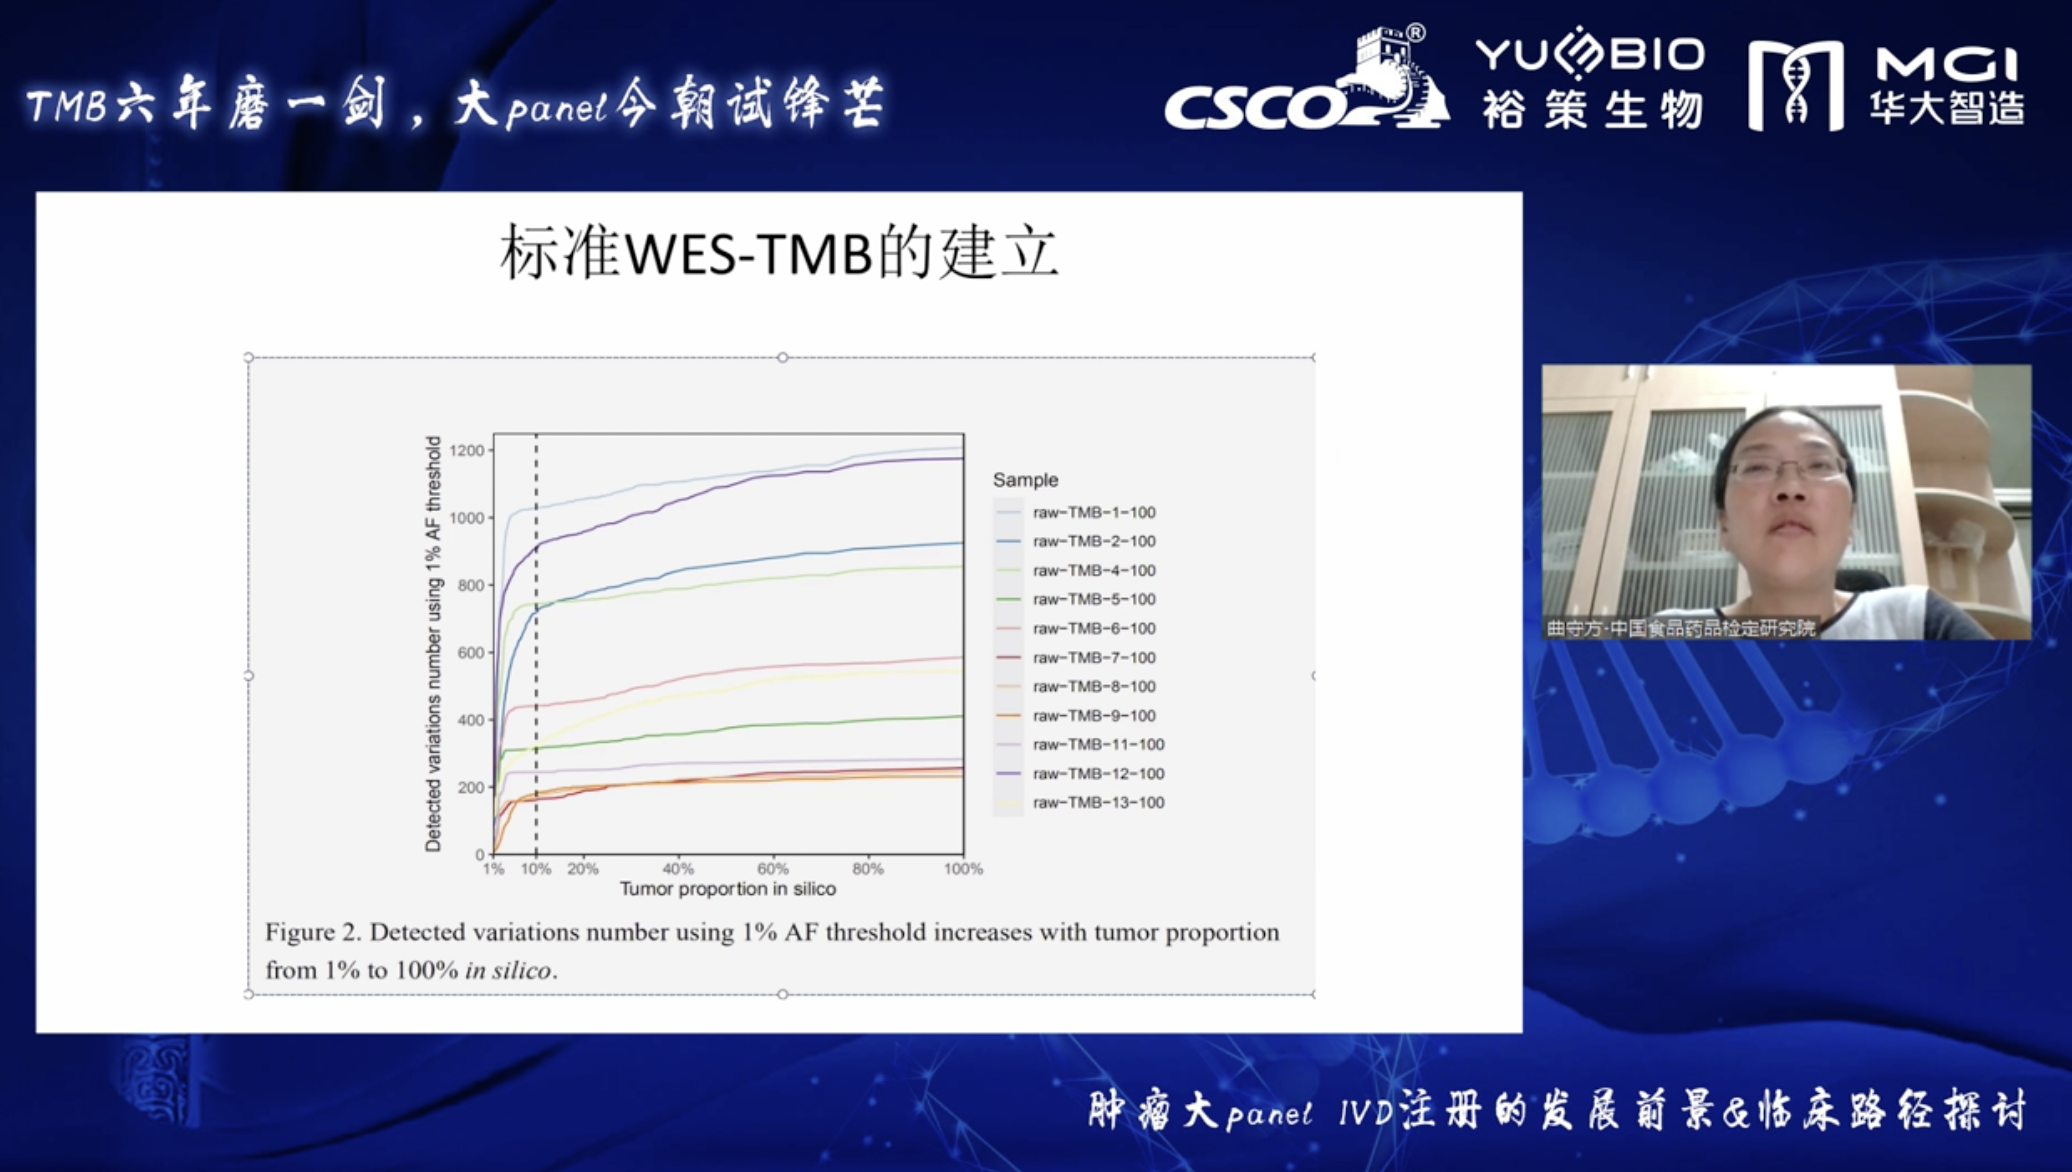 TMB六年磨一剑，大panel今朝试锋芒
CSCO®
YUCEBIO
裕策生物
MGI
华大智造
标准WES-TMB的建立
Detected variations number using 1% AF threshold
1200
1000
800
600
400
200
0
1% 10% 20% 40% 60% 80% 100%
Tumor proportion in silico
Sample
raw-TMB-1-100
raw-TMB-2-100
raw-TMB-4-100
raw-TMB-5-100
raw-TMB-6-100
raw-TMB-7-100
raw-TMB-8-100
raw-TMB-9-100
raw-TMB-11-100
raw-TMB-12-100
raw-TMB-13-100
Figure 2. Detected variations number using 1% AF threshold increases with tumor proportion
from 1% to 100% in silico.
曲守方·中国食品药品检定研究院
肿瘤大panel IVD注册的发展前景&临床路径探讨